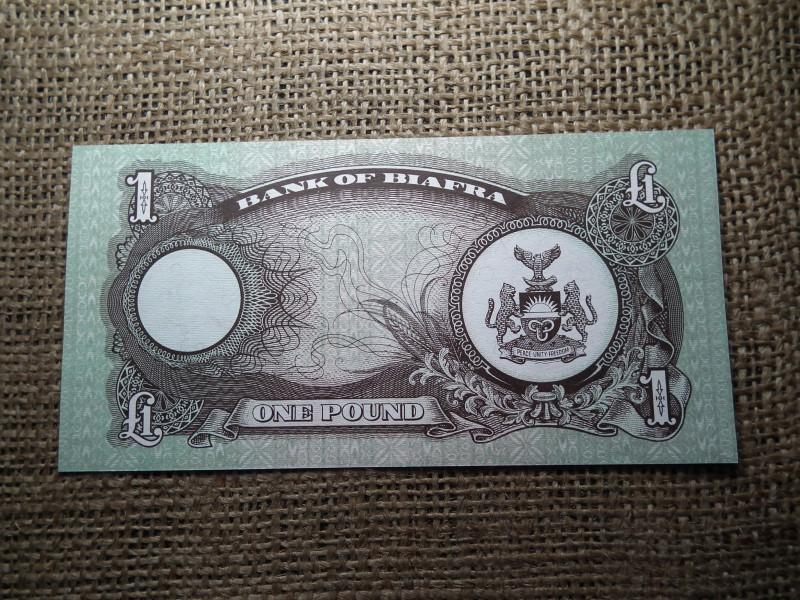 BANK OF BIAFRA
1
£1
PEACE·UNITY·FREEDOM
£1
ONE POUND
1